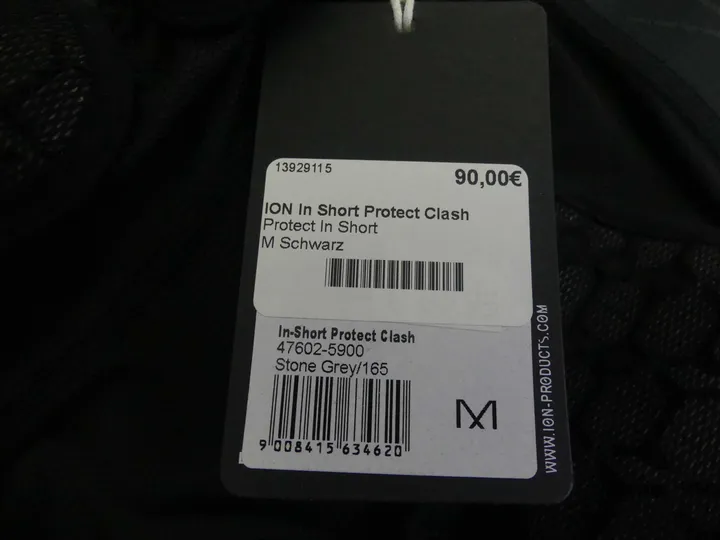 13929115
90,00€
ION In Short Protect Clash
Protect In Short
M Schwarz
In-Short Protect Clash
47602-5900
Stone Grey/165
M
9 008415 634620
WWW.ION-PRODUCTS.COM